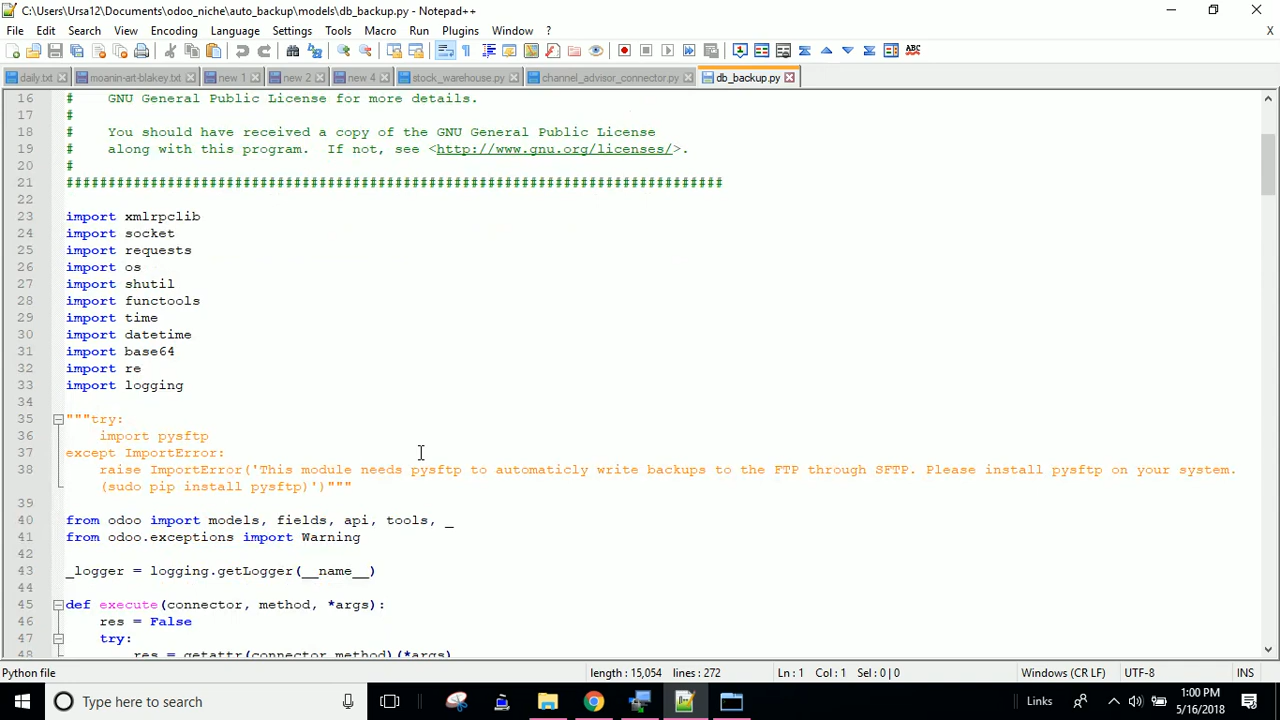 C:\Users\Ursa12\Documents\odoo_niche\auto_backup\models\db_backup.py - Notepad++
File Edit Search View Encoding Language Settings Tools Macro Run Plugins Window ? X
daily.txt moanin-art-blakey.txt new 1 new 2 new 4 stock_warehouse.py channel_advisor_connector.py db_backup.py
16 # GNU General Public License for more details.
17 #
18 # You should have received a copy of the GNU General Public License
19 # along with this program. If not, see <http://www.gnu.org/licenses/>.
20 #
21 ##############################################################################
22
23 import xmlrpclib
24 import socket
25 import requests
26 import os
27 import shutil
28 import functools
29 import time
30 import datetime
31 import base64
32 import re
33 import logging
34
35 """try:
36 import pysftp
37 except ImportError:
38 raise ImportError('This module needs pysftp to automaticly write backups to the FTP through SFTP. Please install pysftp on your system.
(sudo pip install pysftp)')"""
39
40 from odoo import models, fields, api, tools, _
41 from odoo.exceptions import Warning
42
43 _logger = logging.getLogger(__name__)
44
45 def execute(connector, method, *args):
46 res = False
47 try:
48 res = getattr(connector,method)(*args)
Python file length : 15,054 lines : 272 Ln : 1 Col : 1 Sel : 0 | 0 Windows (CR LF) UTF-8 INS
Type here to search Links 1:00 PM
5/16/2018